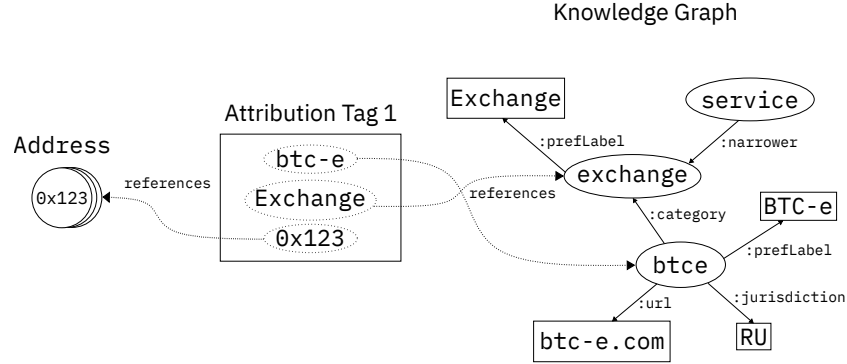 Knowledge Graph
Exchange
service
Attribution Tag 1
:prefLabel
:narrower
Address
btc-e
exchange
references
0x123
Exchange
references
BTC-e
:category
0x123
:prefLabel
btce
:url
:jurisdiction
btc-e.com
RU